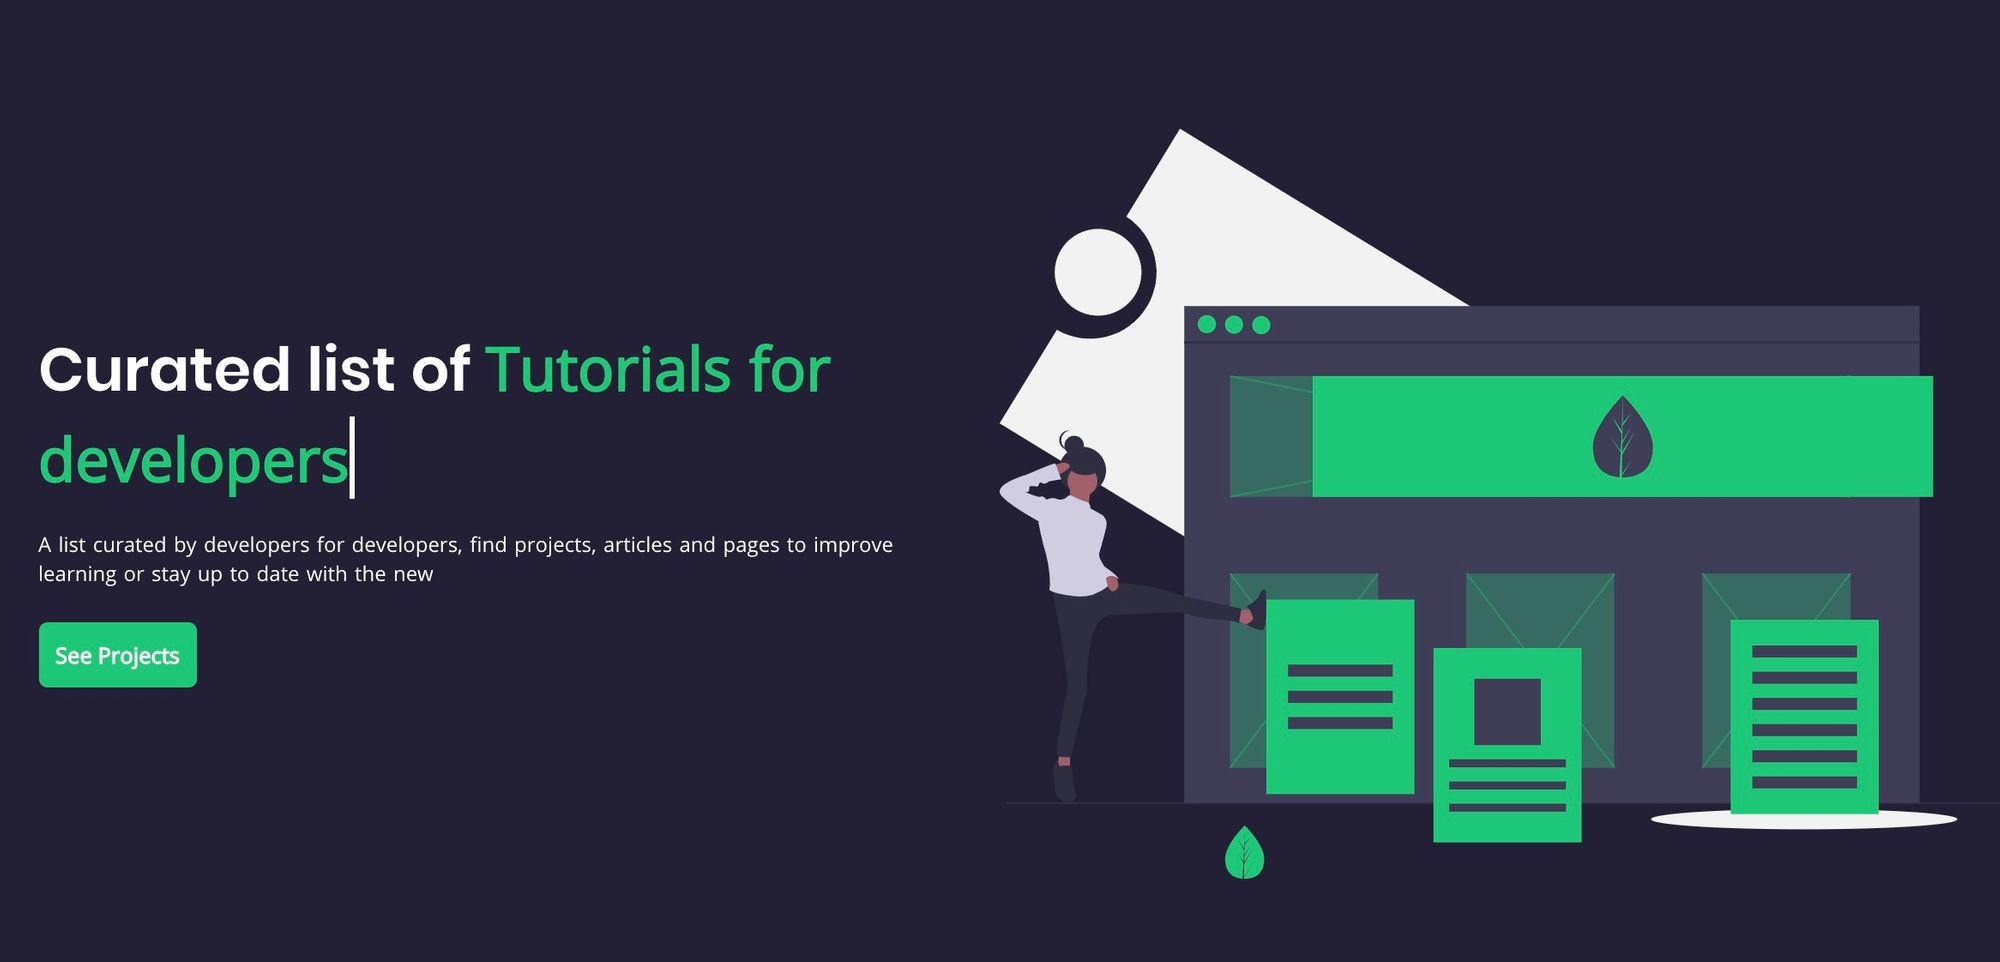 Curated list of Tutorials for
developers
A list curated by developers for developers, find projects, articles and pages to improve
learning or stay up to date with the new
See Projects